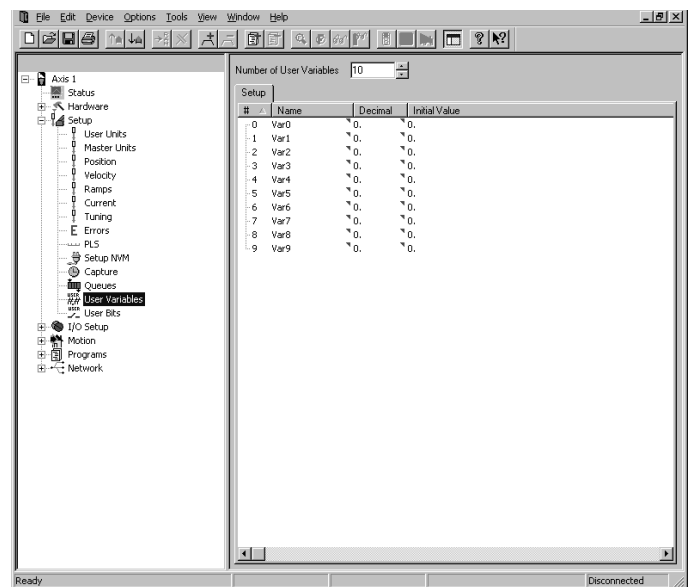 File Edit Device Options Tools View Window Help
Number of User Variables 10
Setup
# Name Decimal Initial Value
0 Var0 0. 0.
1 Var1 0. 0.
2 Var2 0. 0.
3 Var3 0. 0.
4 Var4 0. 0.
5 Var5 0. 0.
6 Var6 0. 0.
7 Var7 0. 0.
8 Var8 0. 0.
9 Var9 0. 0.
Axis 1
Status
Hardware
Setup
User Units
Master Units
Position
Velocity
Ramps
Current
Tuning
E Errors
PLS
Setup NVM
Capture
Queues
USER ##.## User Variables
USER User Bits
I/O Setup
Motion
Programs
Network
Ready Disconnected